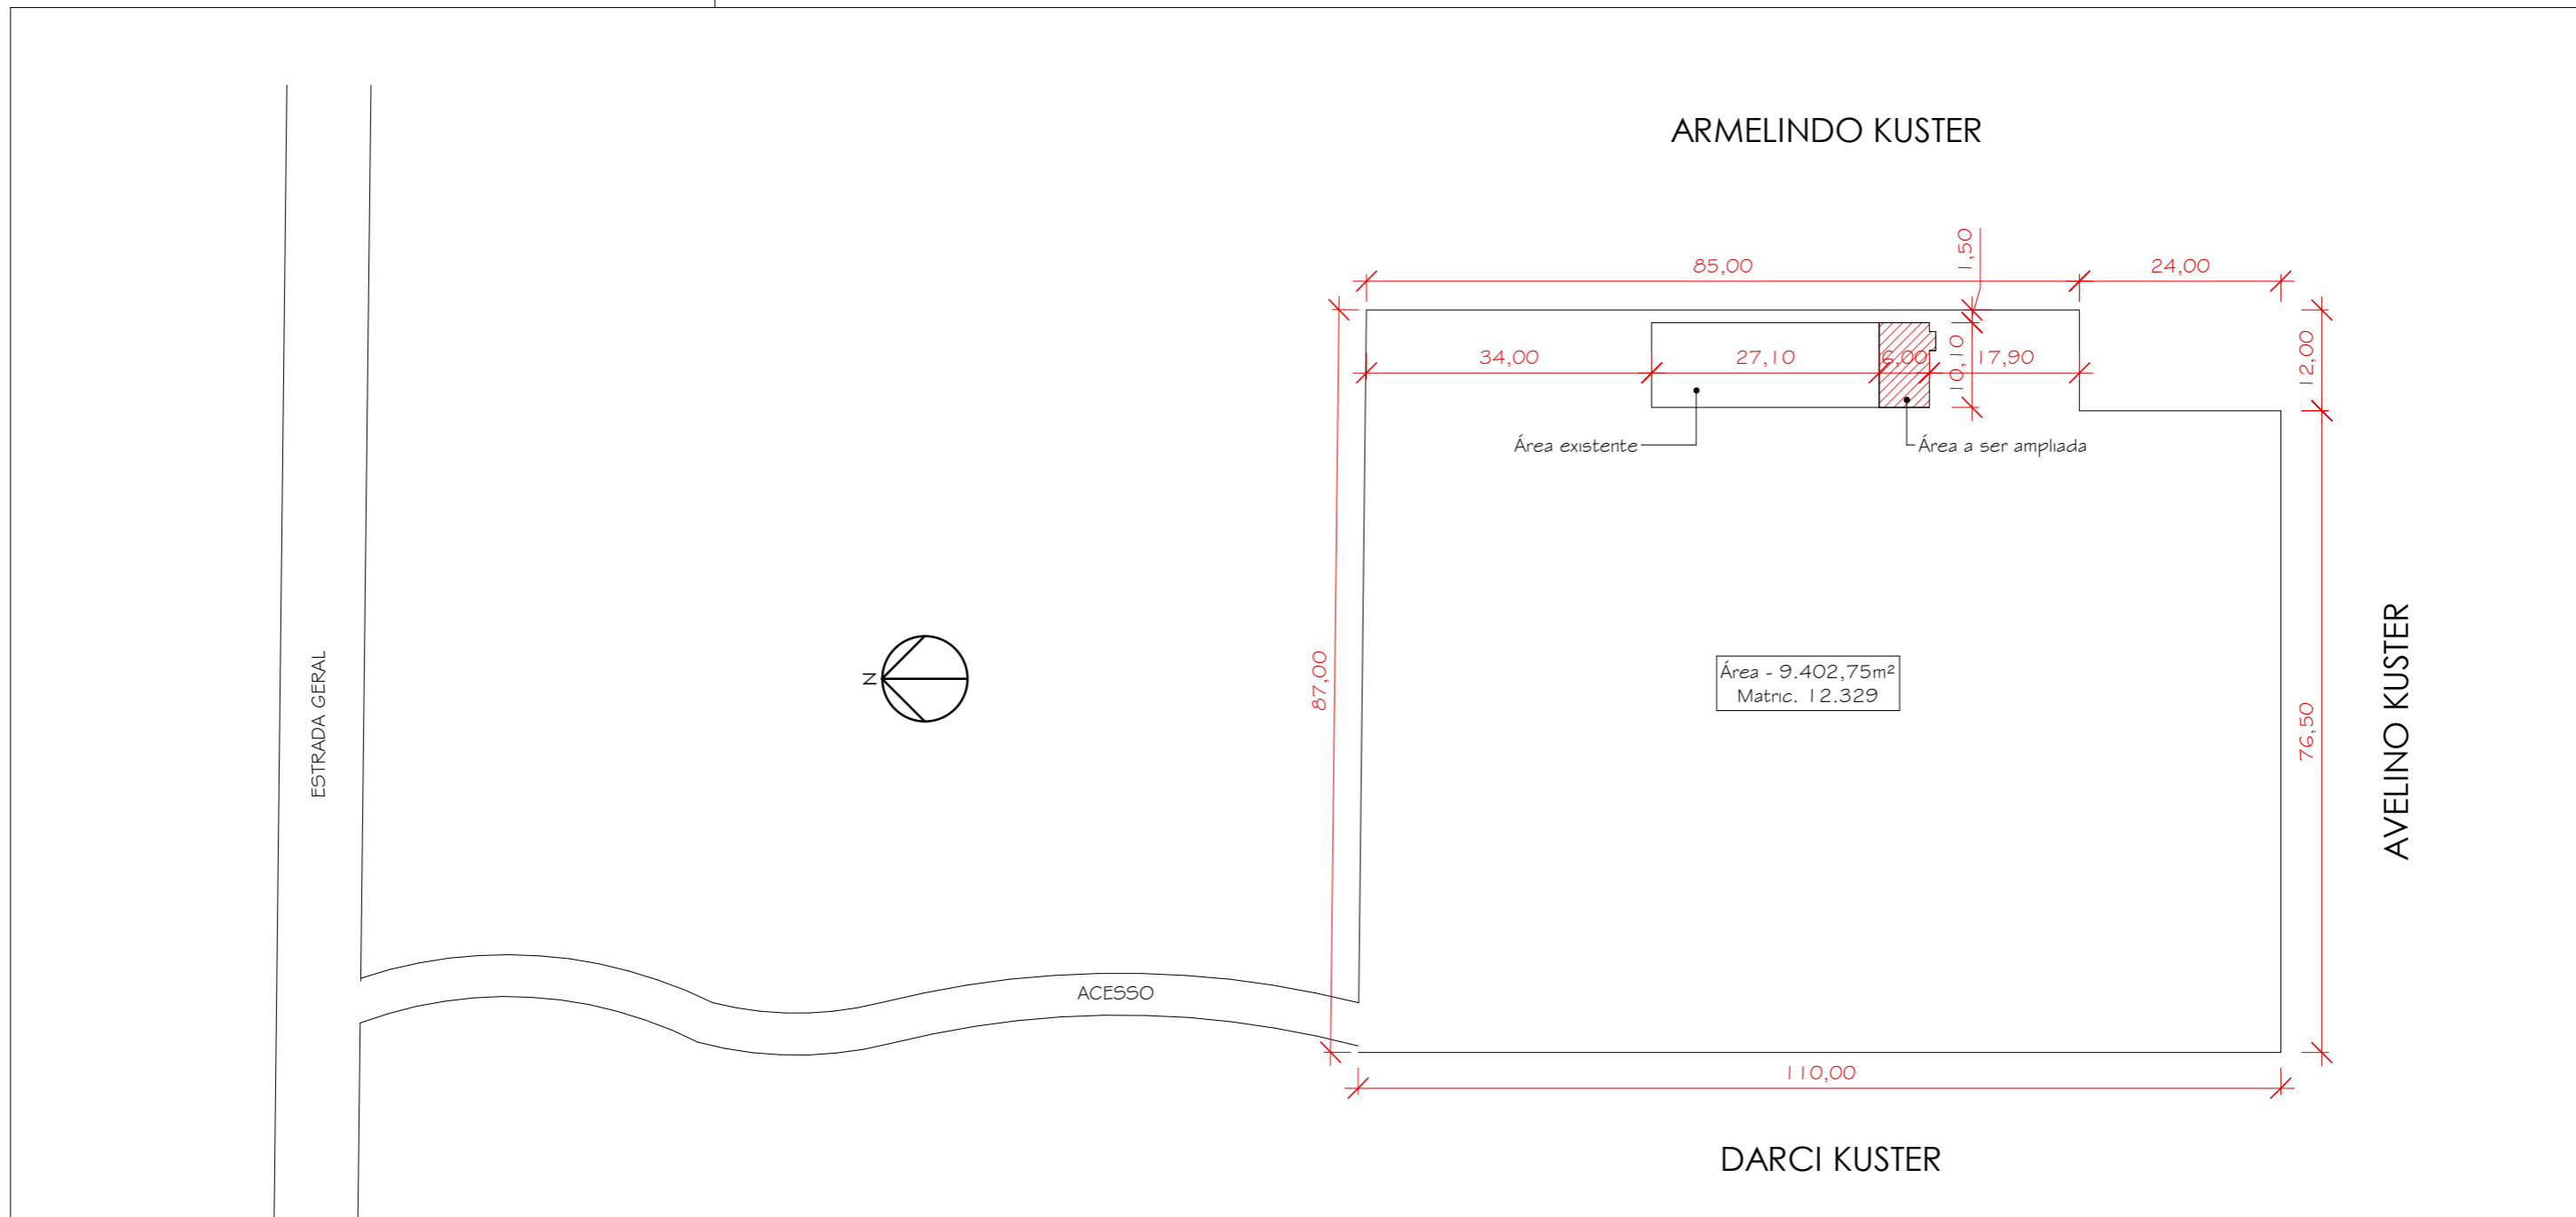 ARMELINDO KUSTER
1,50
85,00
24,00
34,00
27,10
6,00
10,10
17,90
12,00
Área existente
Área a ser ampliada
ESTRADA GERAL
N
87,00
Área - 9.402,75m²
Matric. 12.329
76,50
AVELINO KUSTER
ACESSO
110,00
DARCI KUSTER